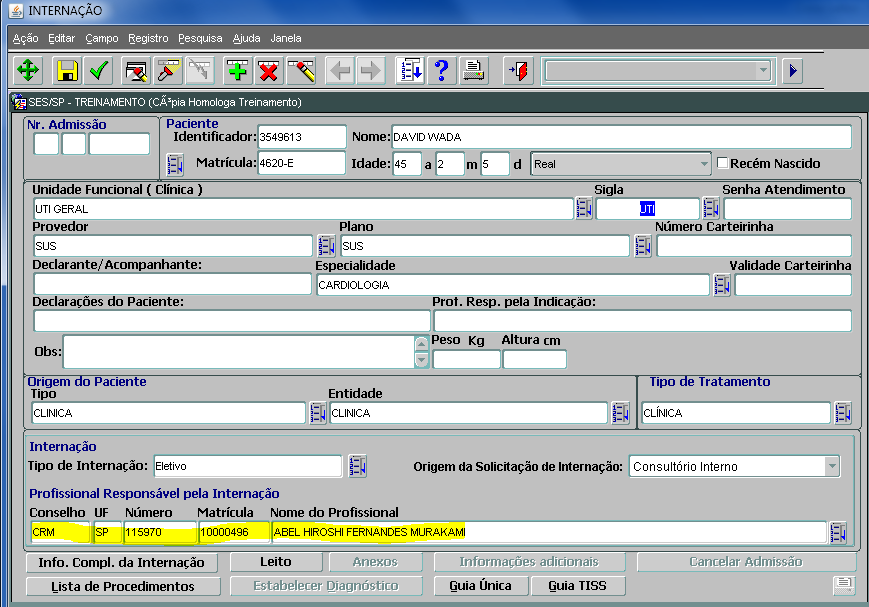 INTERNAÇÃO
Ação Editar Campo Registro Pesquisa Ajuda Janela
SES/SP - TREINAMENTO (CÃ³pia Homologa Treinamento)
Nr. Admissão
Paciente
Identificador: 3549613 Nome: DAVID WADA
Matrícula: 4620-E Idade: 45 a 2 m 5 d Real Recém Nascido
Unidade Funcional ( Clínica ) Sigla Senha Atendimento
UTI GERAL UTI
Provedor Plano Número Carteirinha
SUS SUS
Declarante/Acompanhante: Especialidade Validade Carteirinha
CARDIOLOGIA
Declarações do Paciente: Prof. Resp. pela Indicação:
Obs: Peso Kg Altura cm
Origem do Paciente Tipo de Tratamento
Tipo Entidade
CLINICA CLINICA CLÍNICA
Internação
Tipo de Internação: Eletivo Origem da Solicitação de Internação: Consultório Interno
Profissional Responsável pela Internação
Conselho UF Número Matrícula Nome do Profissional
CRM SP 115970 10000496 ABEL HIROSHI FERNANDES MURAKAMI
Info. Compl. da Internação Leito Anexos Informações adicionais Cancelar Admissão
Lista de Procedimentos Estabelecer Diagnóstico Guia Única Guia TISS